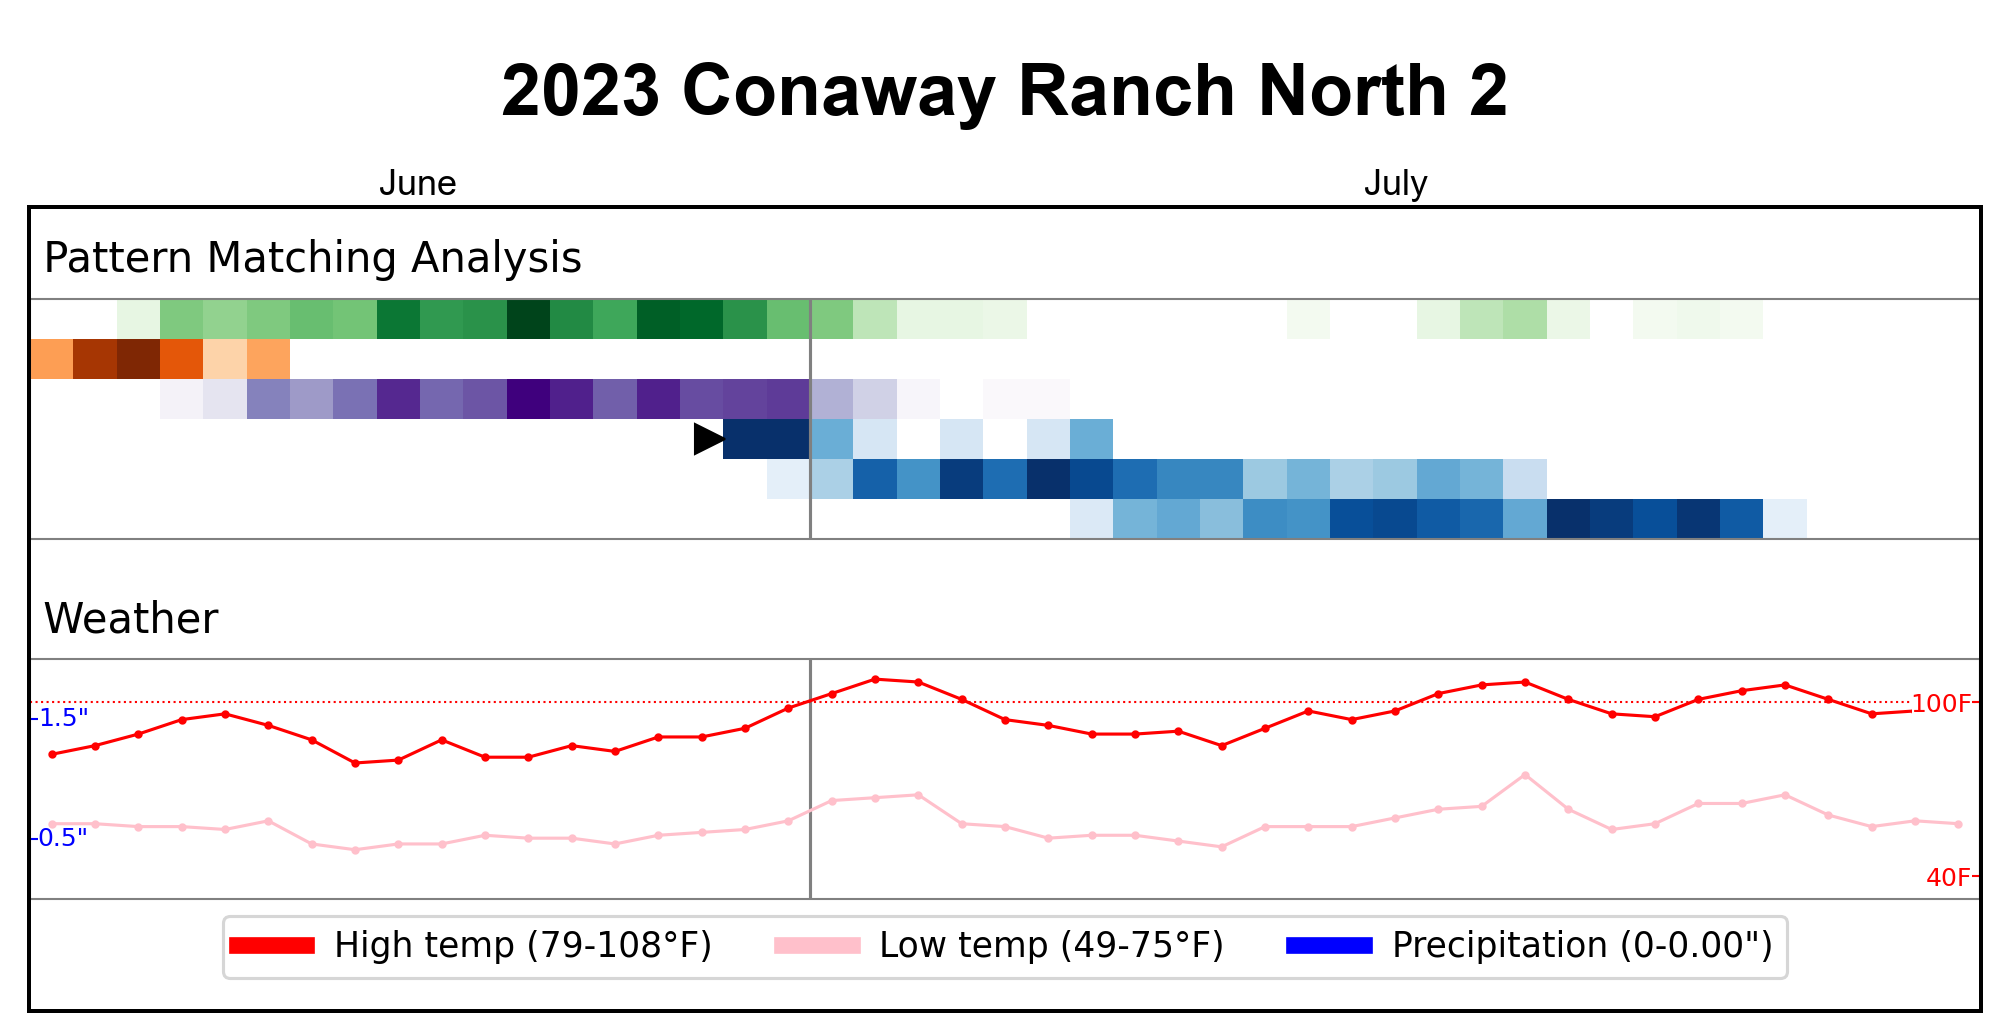 2023 Conaway Ranch North 2
June July
Pattern Matching Analysis
Weather
1.5"
100F
0.5"
40F
High temp (79-108°F) Low temp (49-75°F) Precipitation (0-0.00")